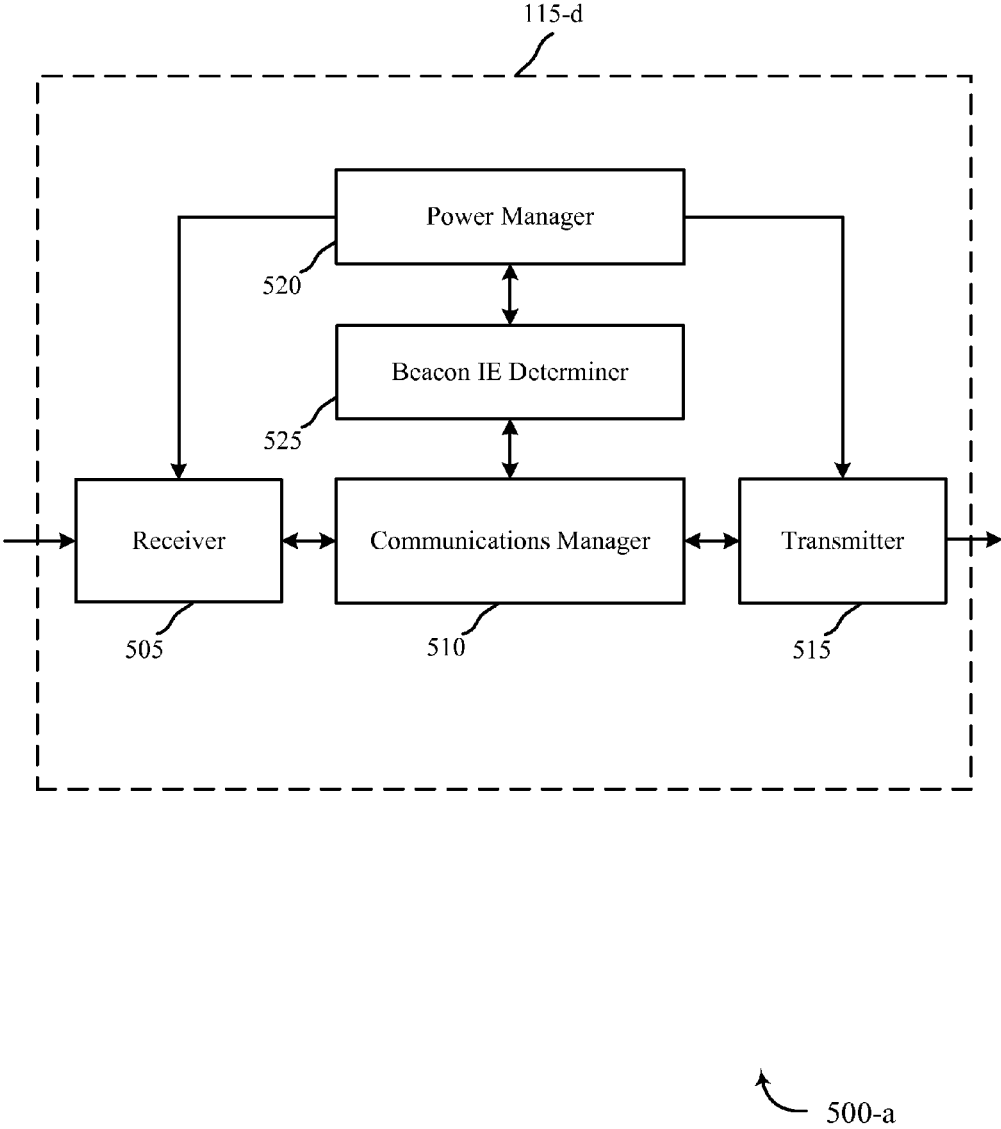 115-d
Power Manager
520
Beacon IE Determiner
525
Receiver
Communications Manager
Transmitter
505
510
515
500-a